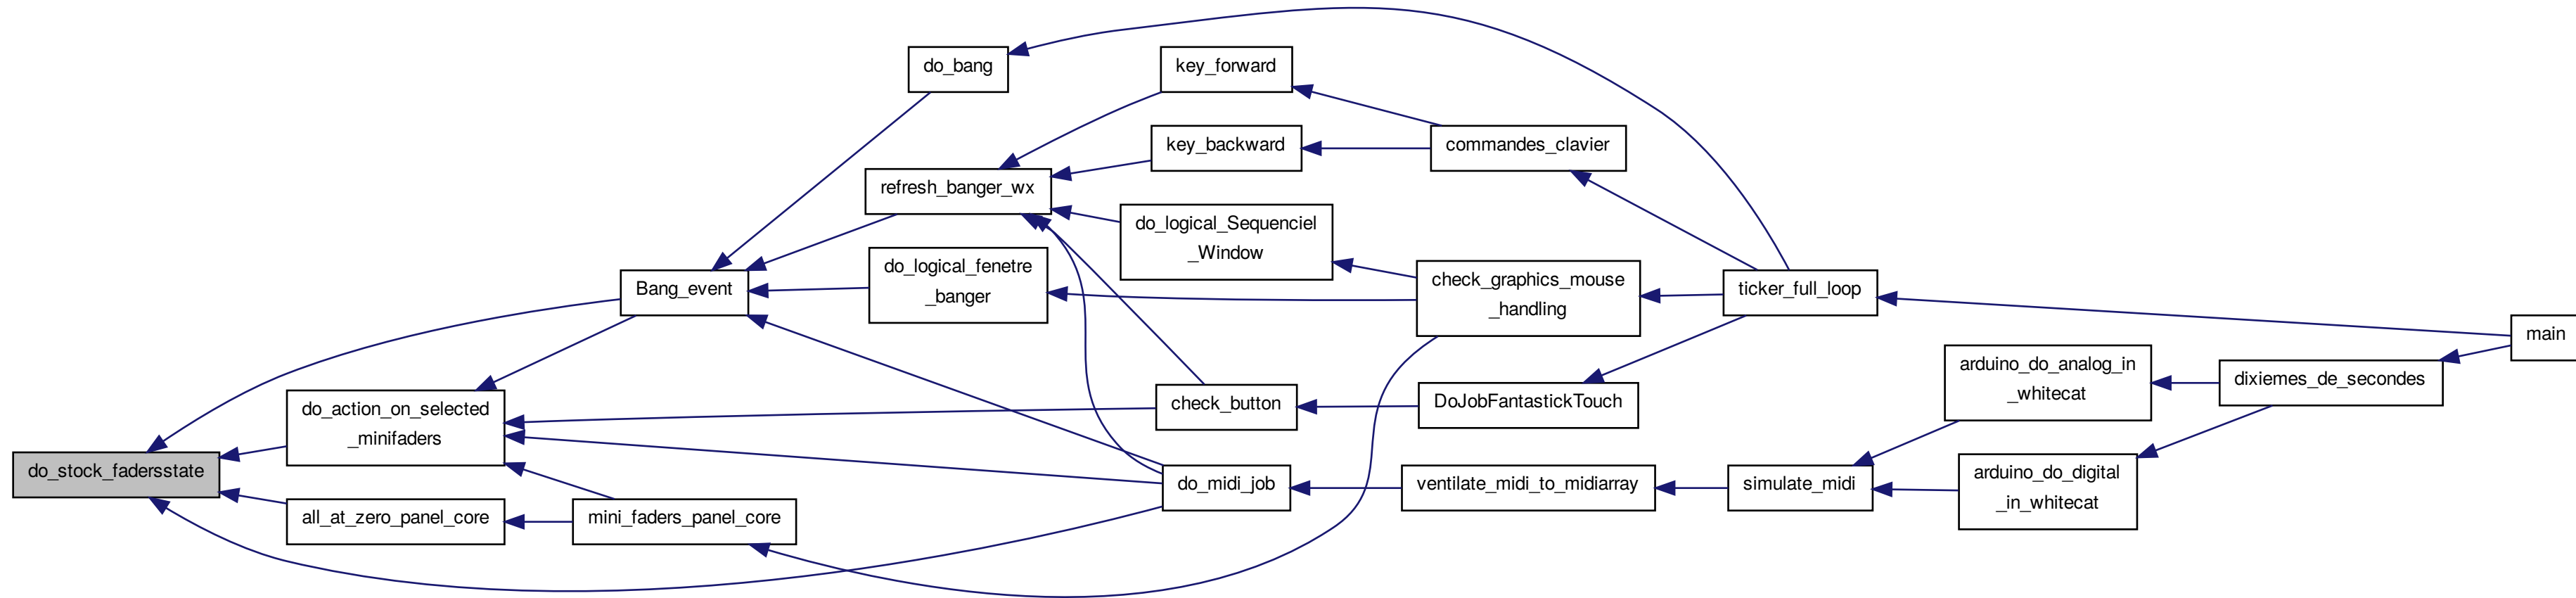 do_bang
key_forward
key_backward
commandes_clavier
refresh_banger_wx
do_logical_Sequenciel
_Window
do_logical_fenetre
_banger
Bang_event
check_graphics_mouse
_handling
ticker_full_loop
main
do_action_on_selected
_minifaders
check_button
DoJobFantastickTouch
arduino_do_analog_in
_whitecat
dixiemes_de_secondes
do_stock_fadersstate
all_at_zero_panel_core
mini_faders_panel_core
do_midi_job
ventilate_midi_to_midiarray
simulate_midi
arduino_do_digital
_in_whitecat